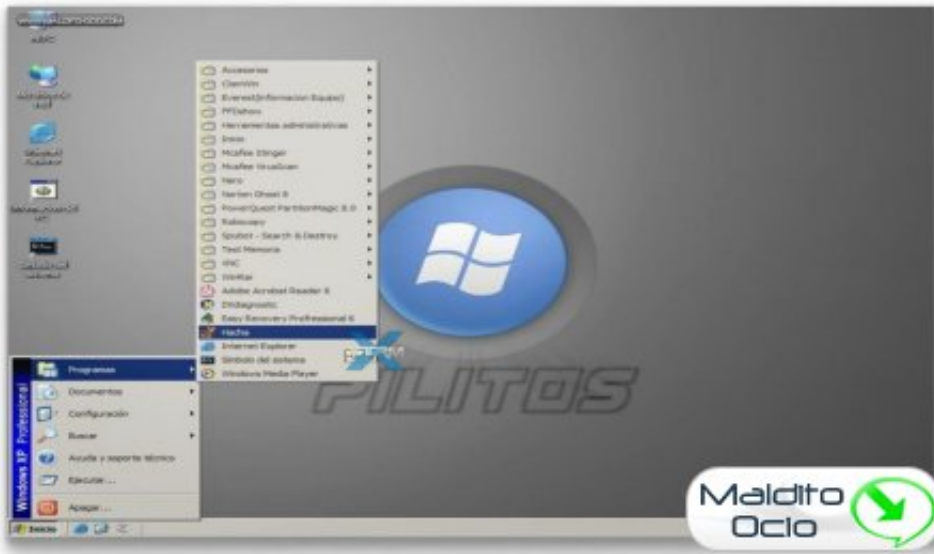 Accesorios
ClamWin
Everest(Informacion Equipo)
Herramientas administrativas
Inicio
McAfee Stinger
McAfee VirusScan
Nero
Norton Ghost 8
PowerQuest PartitionMagic 8.0
Robocopy
Spybot - Search & Destroy
Test Memoria
VNC
WinRar
Adobe Acrobat Reader 6
Easy Recovery Professional 6
Hacha
Internet Explorer
Símbolo del sistema
Windows Media Player
Programas
Documentos
Configuración
Buscar
Ayuda y soporte técnico
Ejecutar...
Apagar...
Windows XP Professional
Inicio
PILITOS
Maldito
Ocio